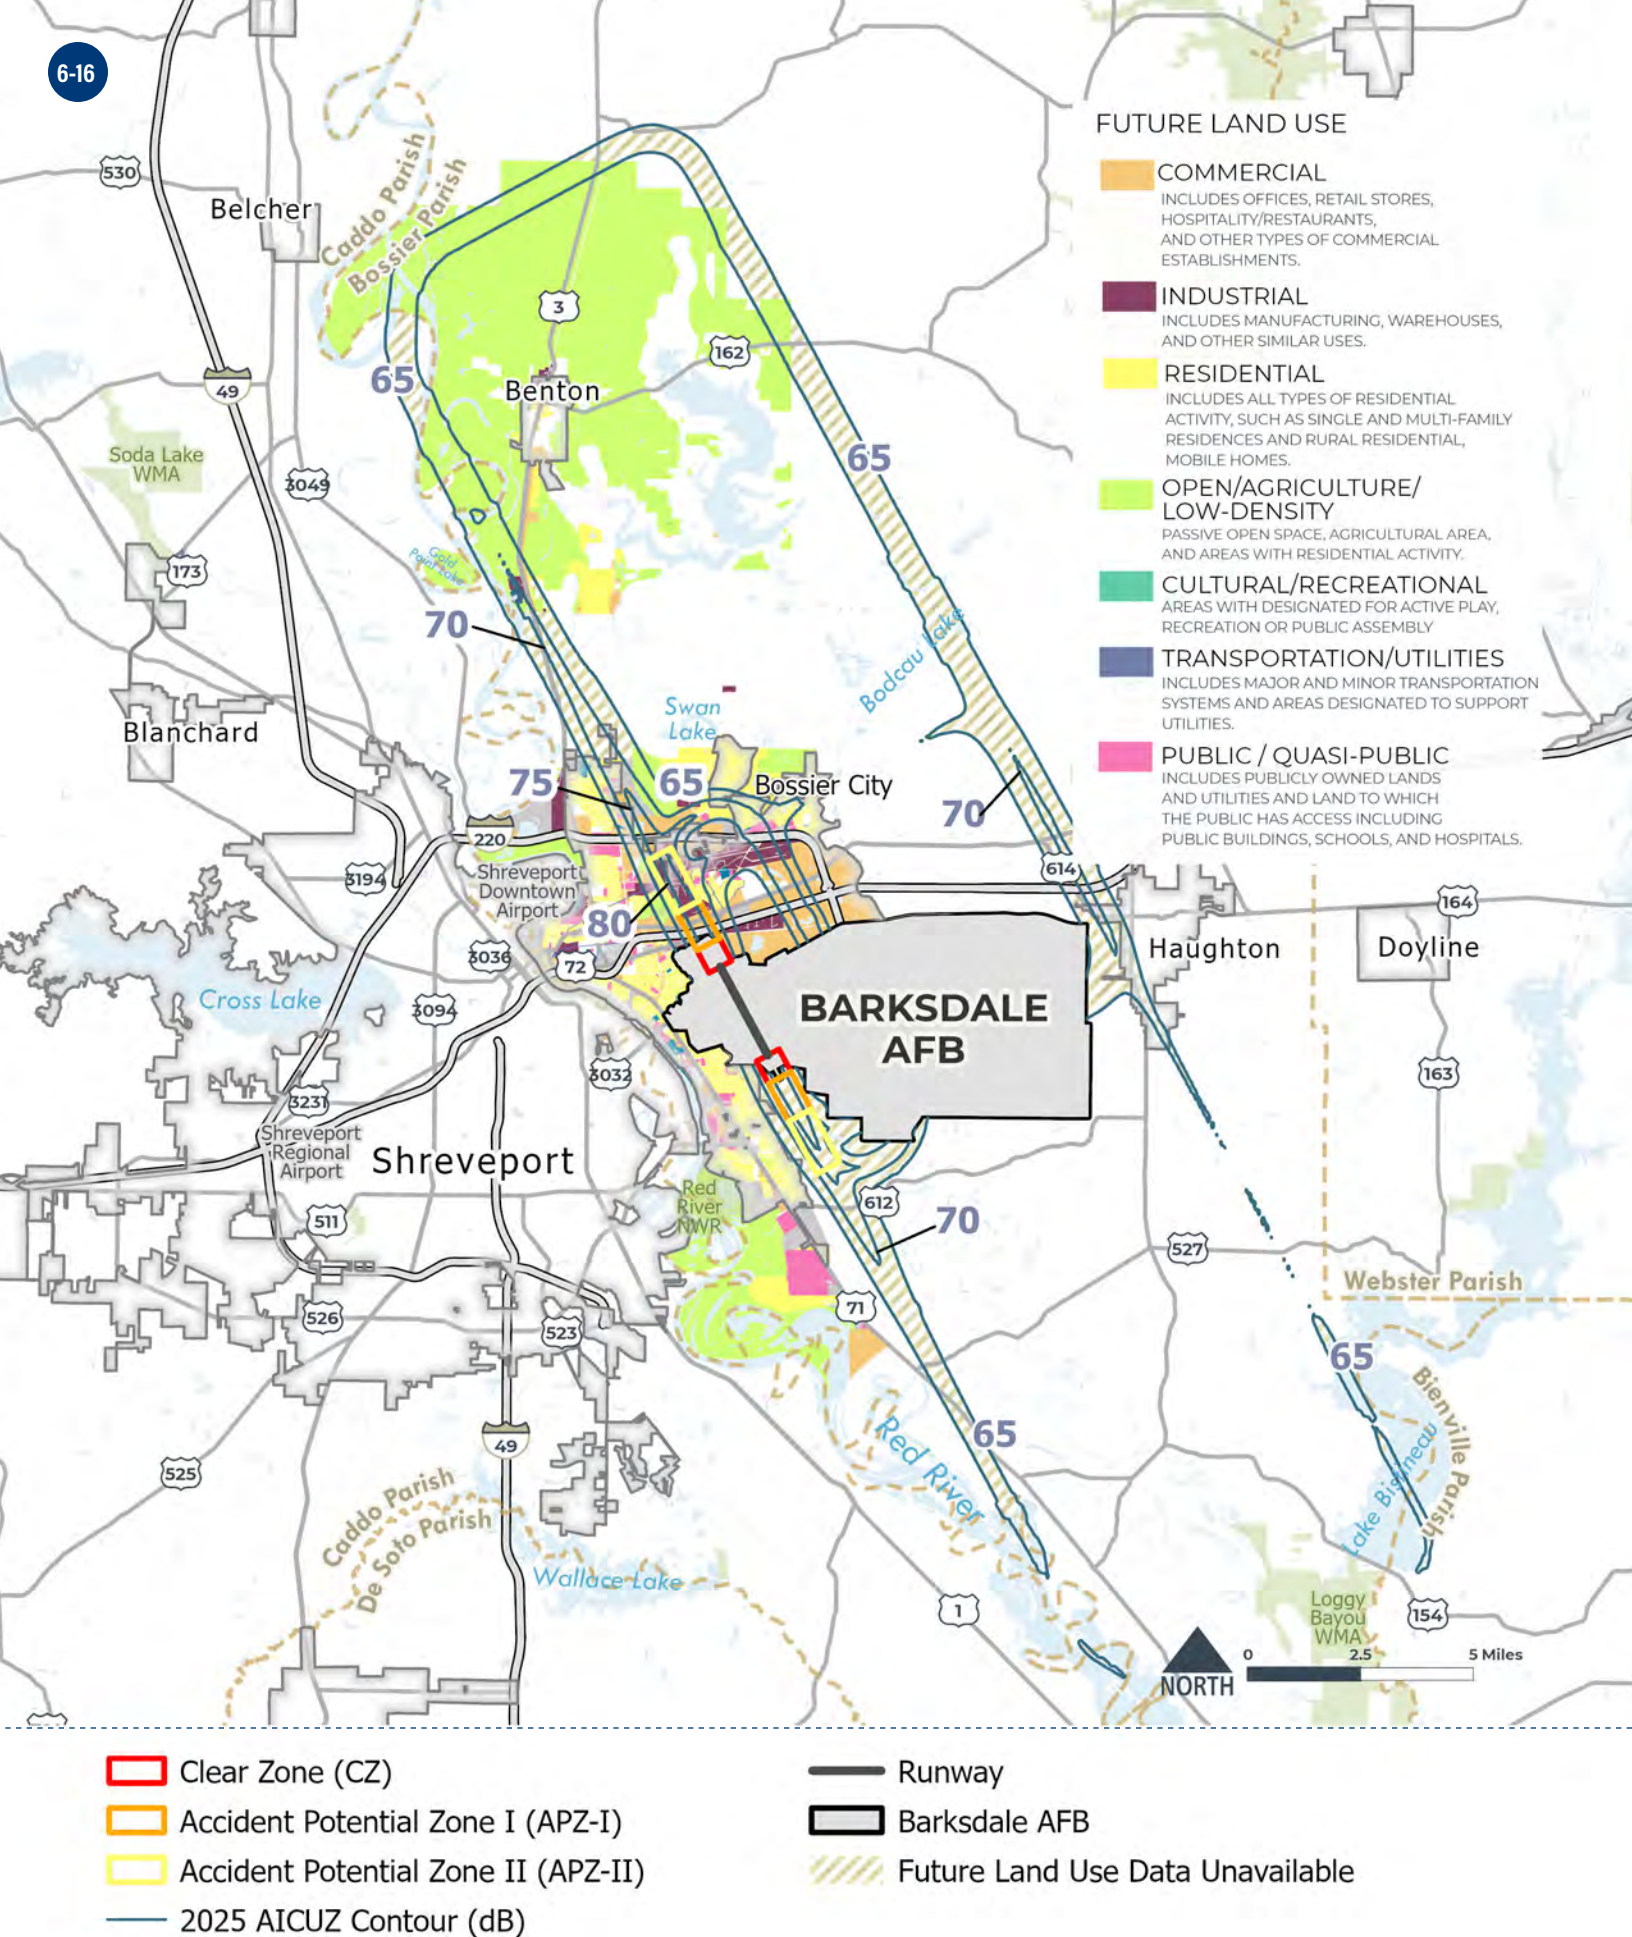 6-16
FUTURE LAND USE
COMMERCIAL
INCLUDES OFFICES, RETAIL STORES,
HOSPITALITY/RESTAURANTS,
AND OTHER TYPES OF COMMERCIAL
ESTABLISHMENTS.
INDUSTRIAL
INCLUDES MANUFACTURING, WAREHOUSES,
AND OTHER SIMILAR USES.
RESIDENTIAL
INCLUDES ALL TYPES OF RESIDENTIAL
ACTIVITY, SUCH AS SINGLE AND MULTI-FAMILY
RESIDENCES AND RURAL RESIDENTIAL,
MOBILE HOMES.
OPEN/AGRICULTURE/
LOW-DENSITY
PASSIVE OPEN SPACE, AGRICULTURAL AREA,
AND AREAS WITH RESIDENTIAL ACTIVITY.
CULTURAL/RECREATIONAL
AREAS WITH DESIGNATED FOR ACTIVE PLAY,
RECREATION OR PUBLIC ASSEMBLY
TRANSPORTATION/UTILITIES
INCLUDES MAJOR AND MINOR TRANSPORTATION
SYSTEMS AND AREAS DESIGNATED TO SUPPORT
UTILITIES.
PUBLIC / QUASI-PUBLIC
INCLUDES PUBLICLY OWNED LANDS
AND UTILITIES AND LAND TO WHICH
THE PUBLIC HAS ACCESS INCLUDING
PUBLIC BUILDINGS, SCHOOLS, AND HOSPITALS.
530
Belcher
Caddo Parish
Bossier Parish
3
162
65
49
Benton
65
Soda Lake
WMA
3049
173
Gold
Point Lake
70
Bodcau Lake
Swan
Lake
Blanchard
75
65
Bossier City
70
220
3194
Shreveport
Downtown
Airport
614
164
80
Haughton
Doyline
3036
72
Cross Lake
3094
BARKSDALE
AFB
3032
163
3231
Shreveport
Regional
Airport
Shreveport
Red
River
NWR
612
70
511
527
Webster Parish
526
523
71
65
Bienville Parish
65
49
Red River
525
Caddo Parish
De Soto Parish
Lake Bistineau
Wallace Lake
1
Loggy
Bayou
WMA
154
NORTH
0
2.5
5 Miles
Clear Zone (CZ)
Accident Potential Zone I (APZ-I)
Accident Potential Zone II (APZ-II)
2025 AICUZ Contour (dB)
Runway
Barksdale AFB
Future Land Use Data Unavailable